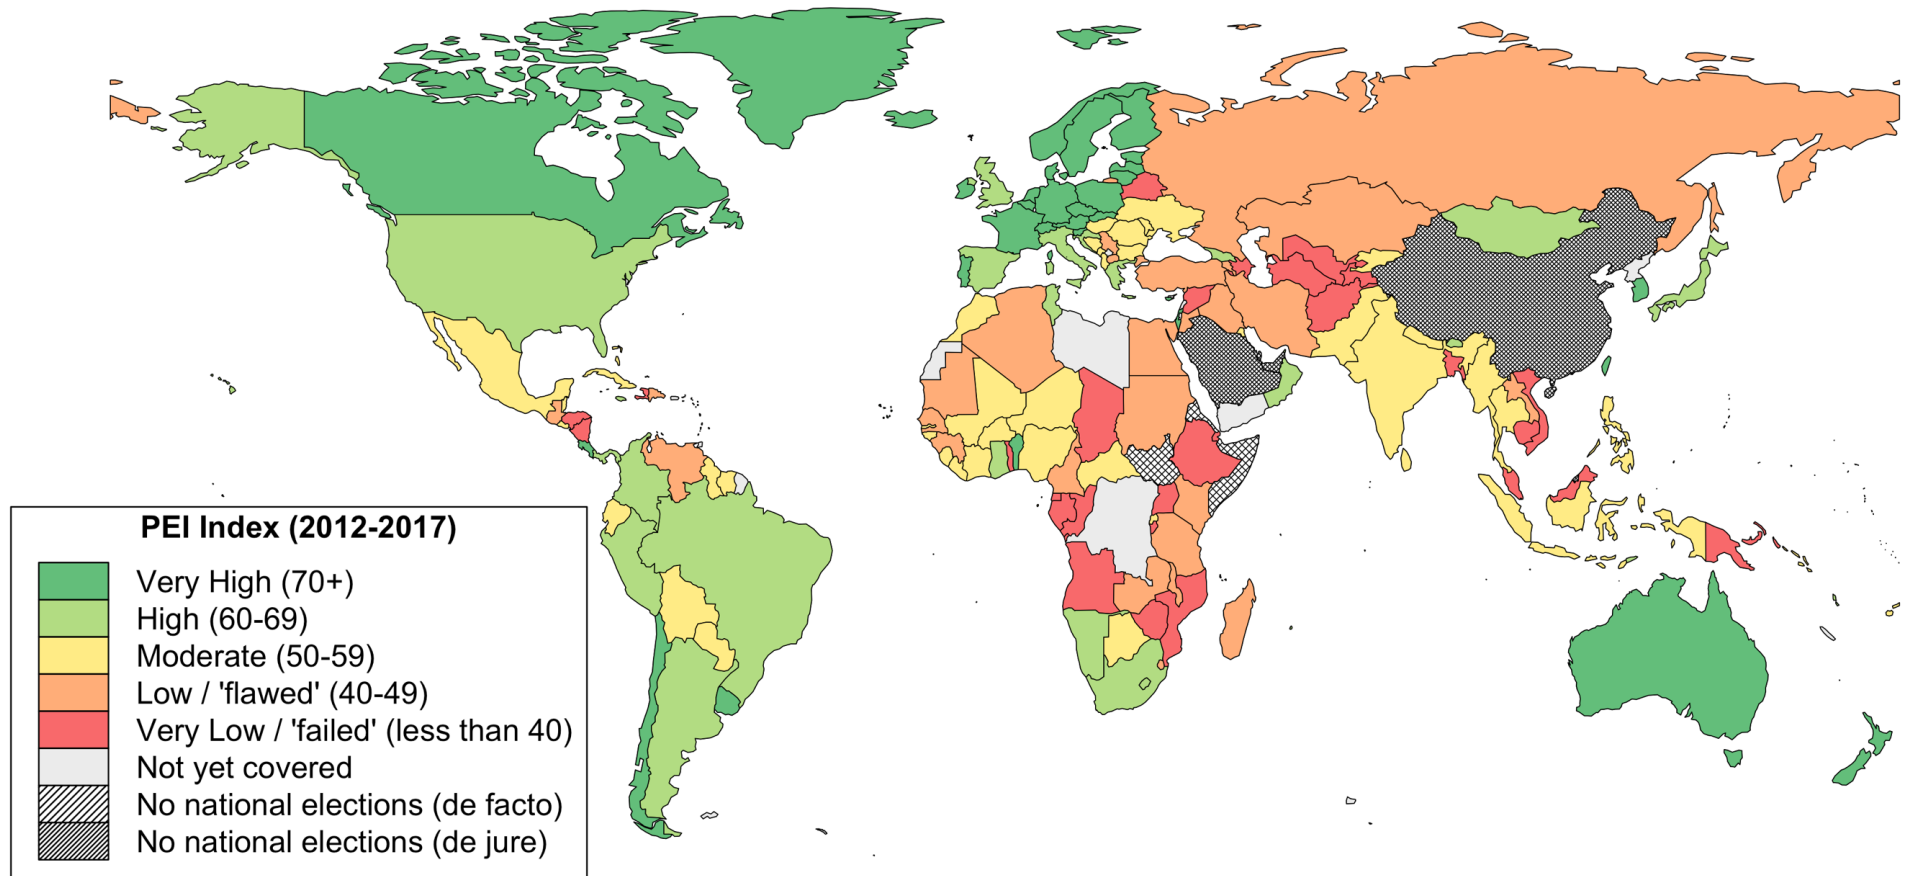 PEI Index (2012-2017)
Very High (70+)
High (60-69)
Moderate (50-59)
Low / 'flawed' (40-49)
Very Low / 'failed' (less than 40)
Not yet covered
No national elections (de facto)
No national elections (de jure)